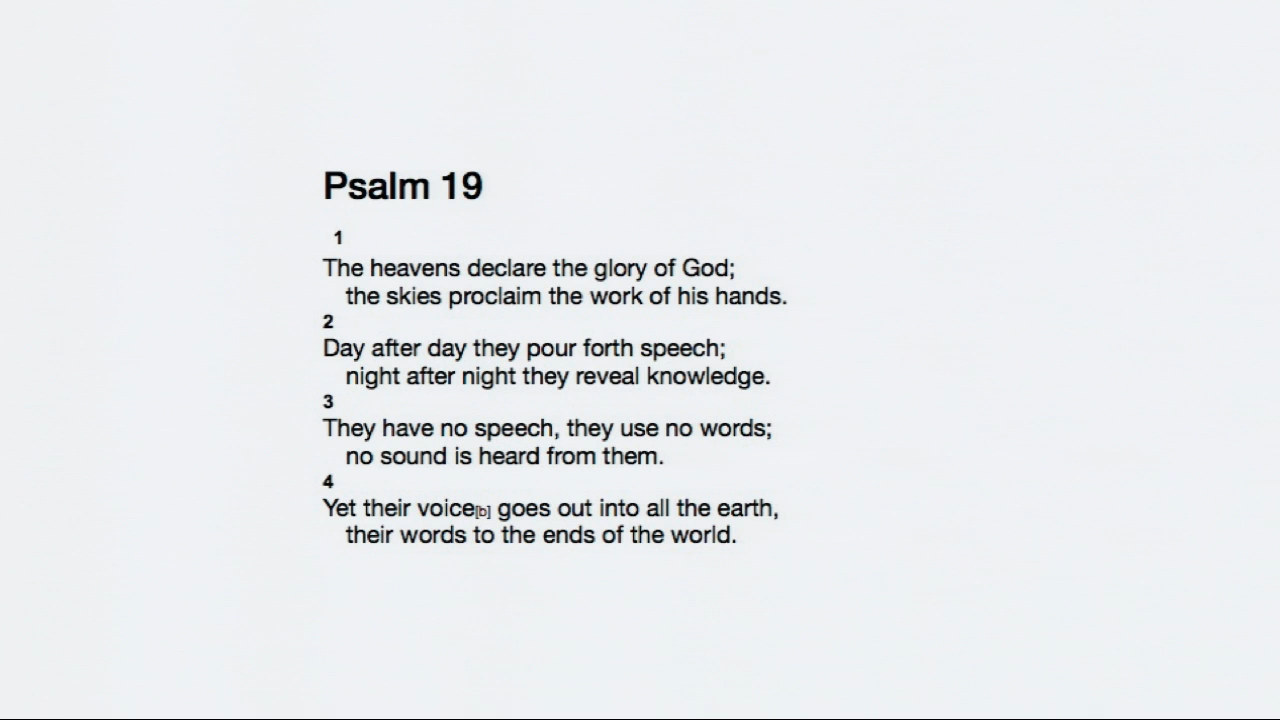 Psalm 19
1
The heavens declare the glory of God;
the skies proclaim the work of his hands.
2
Day after day they pour forth speech;
night after night they reveal knowledge.
3
They have no speech, they use no words;
no sound is heard from them.
4
Yet their voice[b] goes out into all the earth,
their words to the ends of the world.